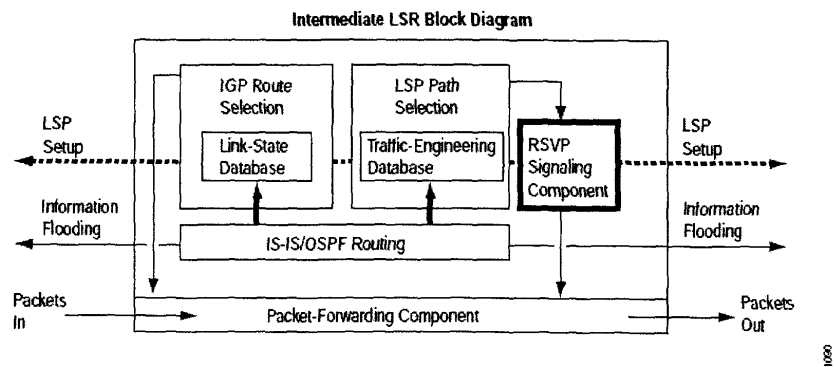 Intermediate LSR Block Diagram
IGP Route
Selection
LSP Path
Selection
LSP
Setup
Link-State
Database
Traffic-Engineering
Database
RSVP
Signaling
Component
LSP
Setup
Information
Flooding
IS-IS/OSPF Routing
Information
Flooding
Packets
In
Packet-Forwarding Component
Packets
Out
1090